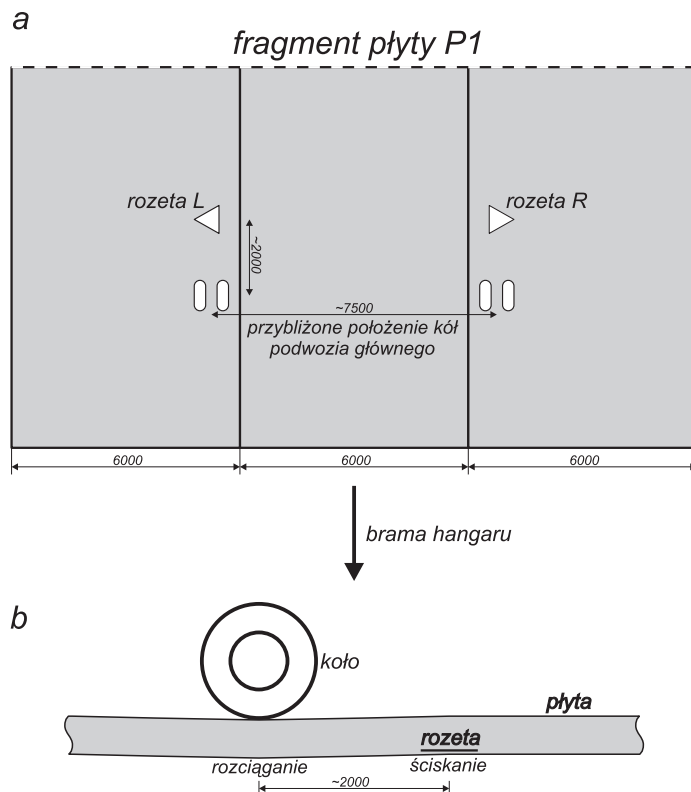 a
fragment płyty P1
rozeta L
rozeta R
~2000
~7500
przybliżone położenie kół
podwozia głównego
6000
6000
6000
brama hangaru
b
koło
płyta
rozeta
rozciąganie
ściskanie
~2000